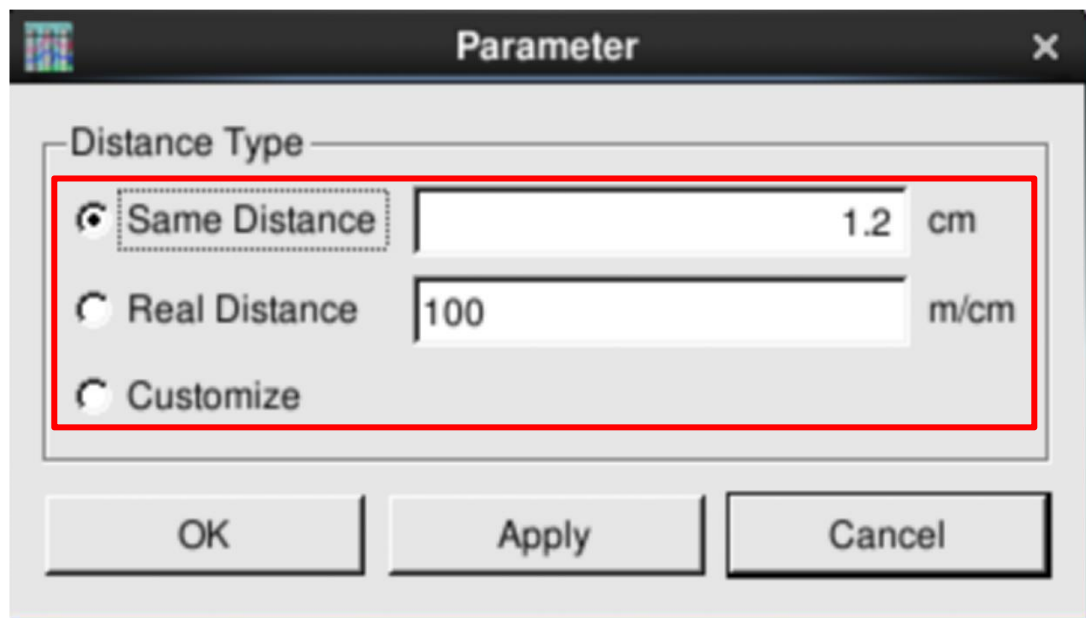 Parameter
Distance Type
Same Distance 1.2 cm
Real Distance 100 m/cm
Customize
OK Apply Cancel